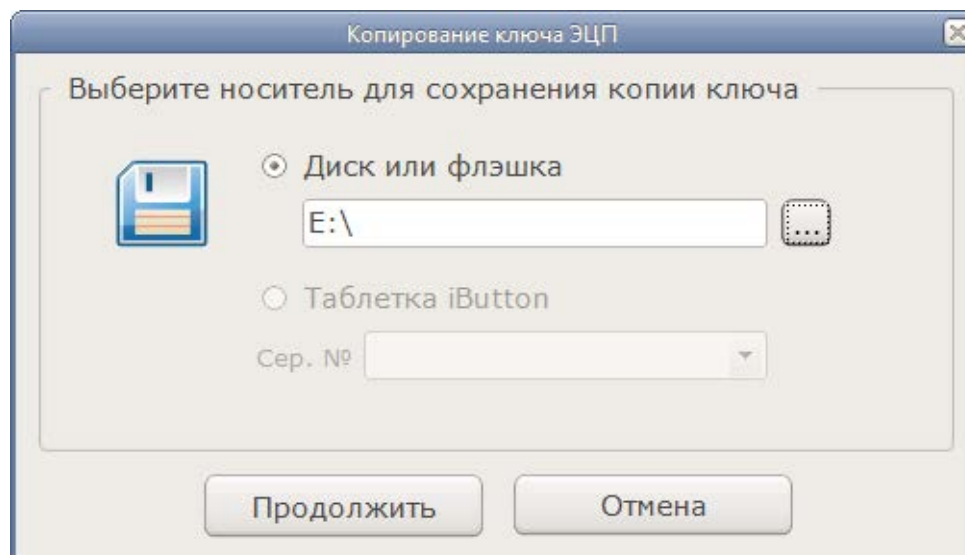 Копирование ключа ЭЦП
Выберите носитель для сохранения копии ключа
Диск или флэшка
E:\
...
Таблетка iButton
Сер. №
Продолжить
Отмена